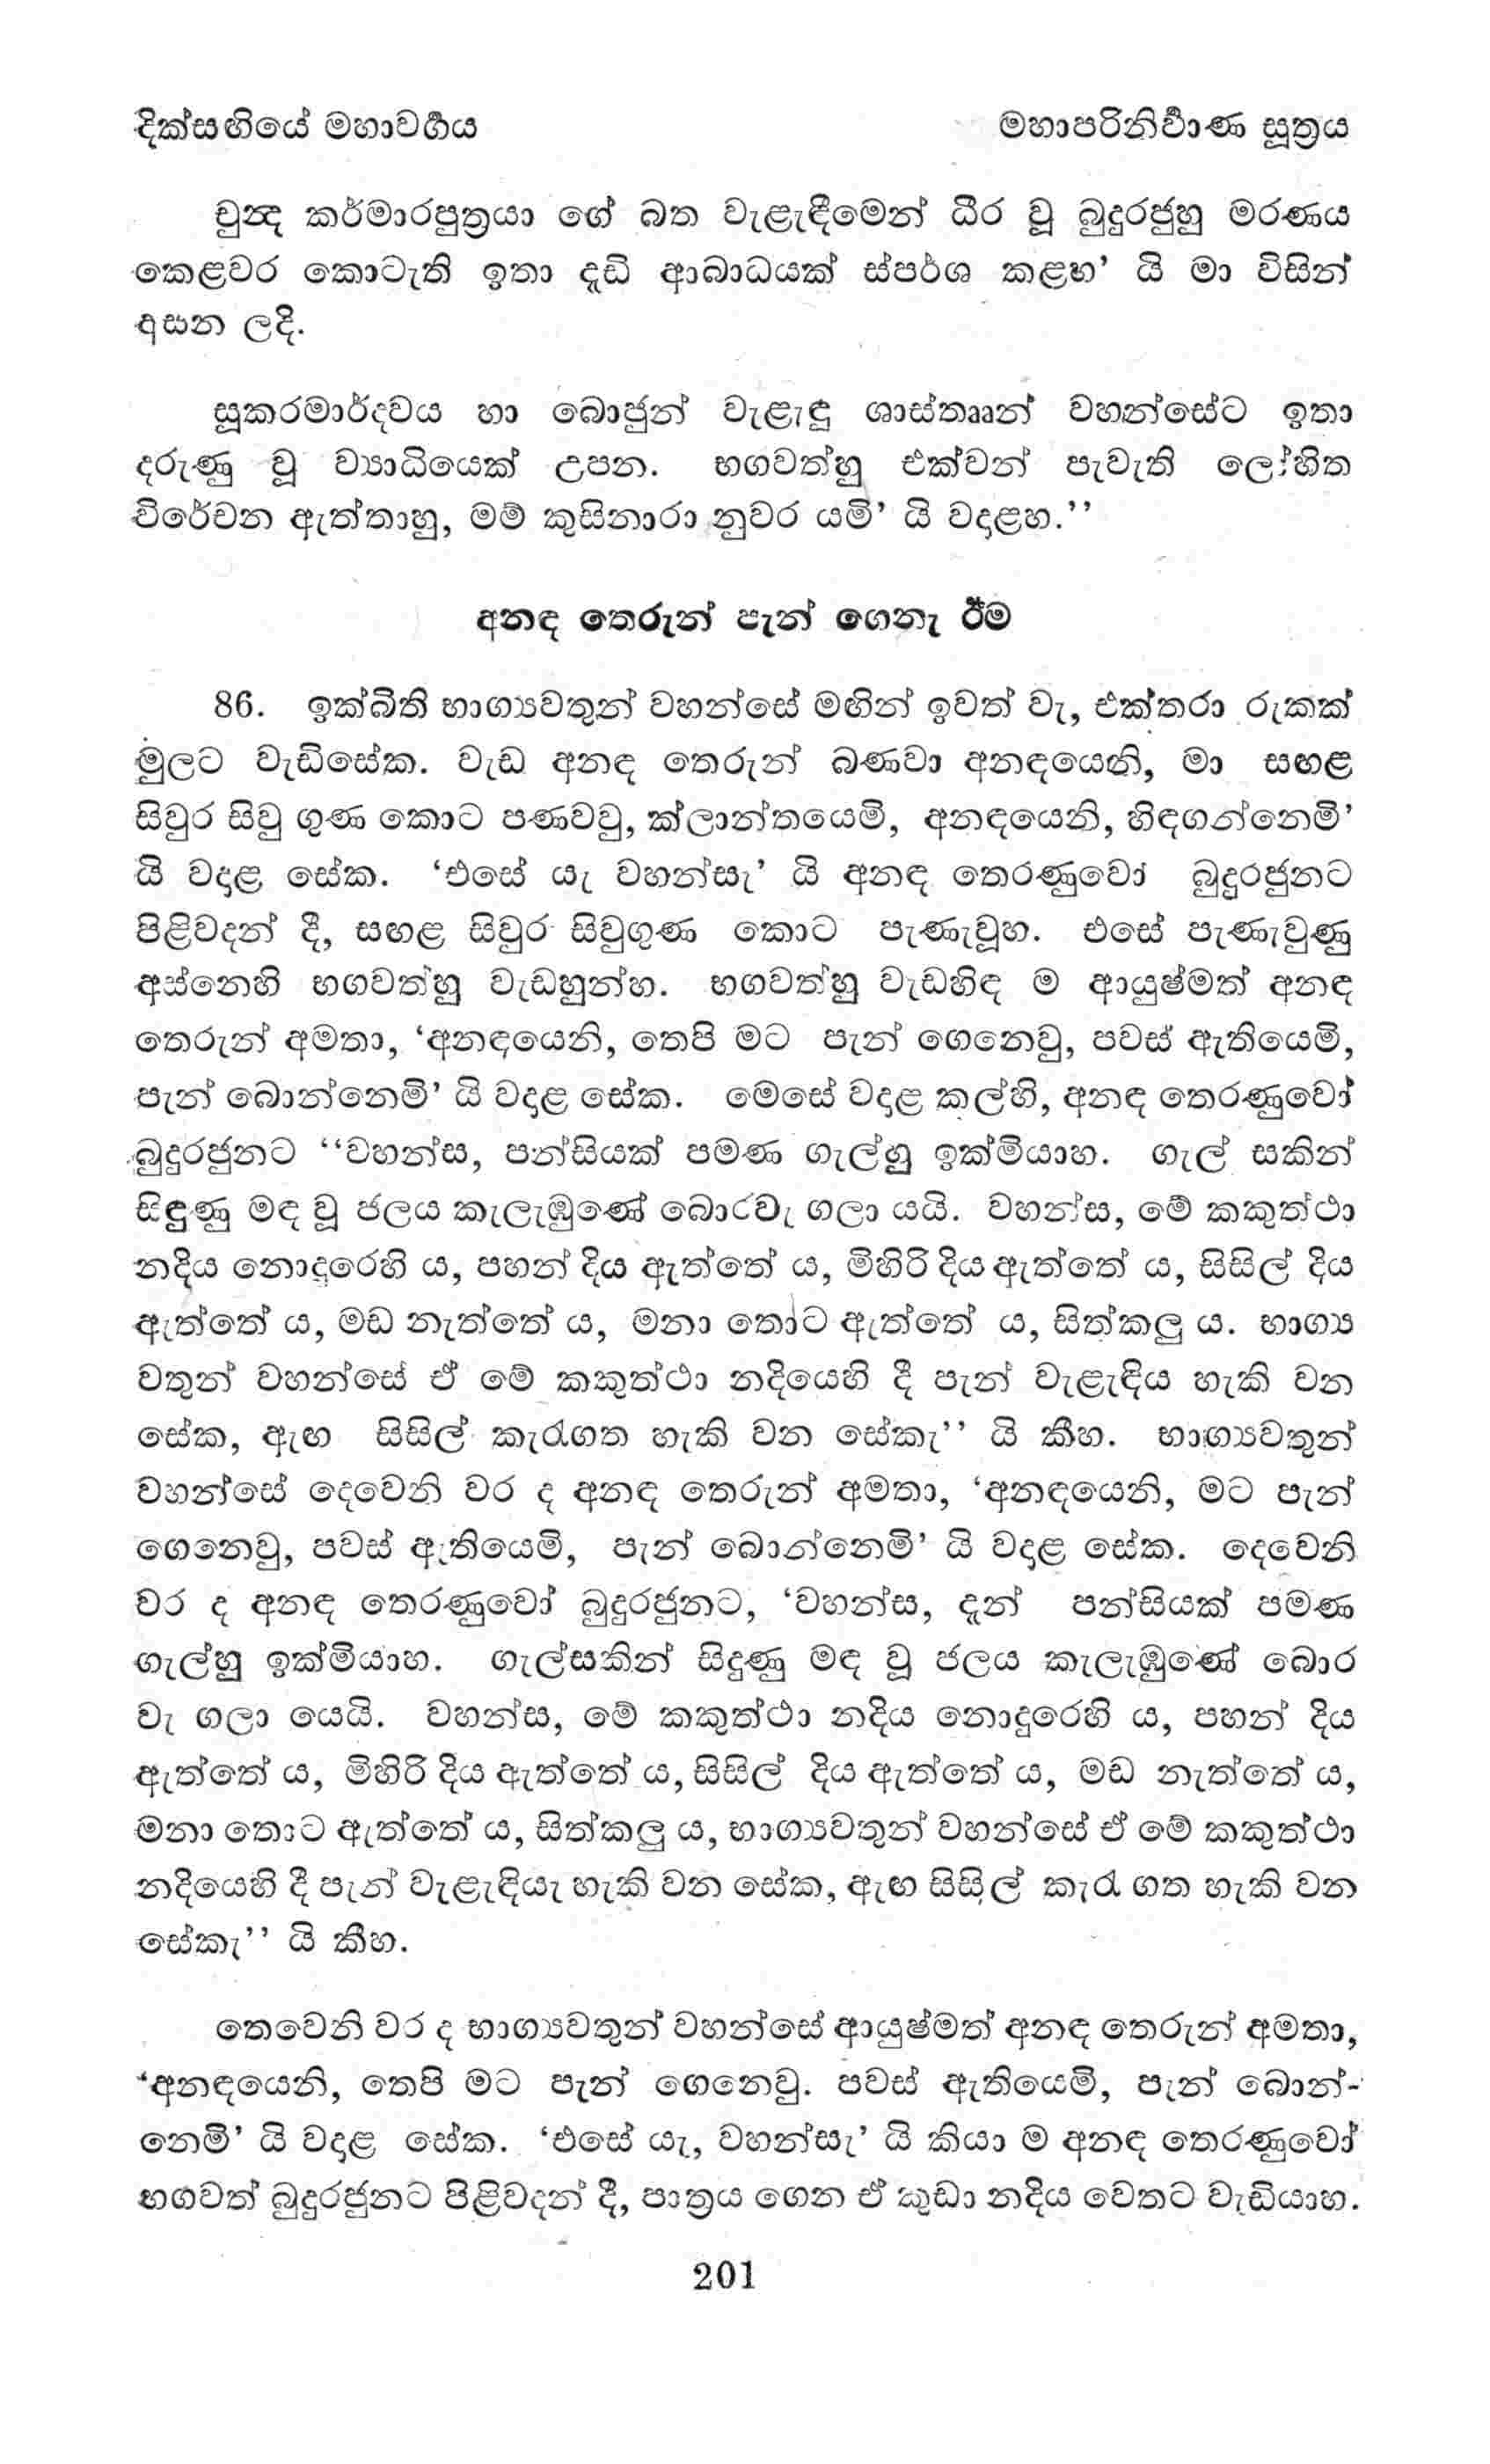 දික්සඟියේ මහාවර්‍ගය
මහාපරිනිර්‍වාණ සූත්‍රය
චුන්‍ද කර්මාරපුත්‍රයා ගේ බත වැළැඳීමෙන් ධීර වූ බුදුරජුහු මරණය
කෙළවර කොටැති ඉතා දැඩි ආබාධයක් ස්පර්ශ කළහ’ යි මා විසින්
අසන ලදි.
සූකරමාර්දවය හා බොජුන් වැළැඳූ ශාස්තෲන් වහන්සේට ඉතා
දරුණු වූ ව්‍යාධියෙක් උපන. භගවත්හු එක්වන් පැවැති ලෝහිත
විරේචන ඇත්තාහු, මම් කුසිනාරා නුවර යමි’ යි වදාළහ.’’
අනඳ තෙරුන් පැන් ගෙනැ ඊම
86. ඉක්බිති භාග්‍යවතුන් වහන්සේ මඟින් ඉවත් වැ, එක්තරා රුකක්
මුලට වැඩිසේක. වැඩ අනඳ තෙරුන් බණවා අනඳයෙනි, මා සඟළ
සිවුර සිවු ගුණ කොට පණවවු, ක්ලාන්තයෙමි, අනඳයෙනි, හිඳගන්නෙමි’
යි වදාළ සේක. ‘එසේ යැ වහන්සැ’ යි අනඳ තෙරණුවෝ බුදුරජුනට
පිළිවදන් දී, සඟළ සිවුර සිවුගුණ කොට පැණැවූහ. එසේ පැණැවුණු
අස්නෙහි භගවත්හු වැඩහුන්හ. භගවත්හු වැඩහිඳ ම ආයුෂ්මත් අනඳ
තෙරුන් අමතා, ‘අනඳයෙනි, තෙපි මට පැන් ගෙනෙවු, පවස් ඇතියෙමි,
පැන් බොන්නෙමි’ යි වදාළ සේක. මෙසේ වදාළ කල්හි, අනඳ තෙරණුවෝ
බුදුරජුනට ‘‘වහන්ස, පන්සියක් පමණ ගැල්හු ඉක්මියාහ. ගැල් සකින්
සිඳුණු මඳ වූ ජලය කැලැඹුණේ බොරවැ ගලා යයි. වහන්ස, මේ කකුත්ථා
නදිය නොදුරෙහි ය, පහන් දිය ඇත්තේ ය, මිහිරි දිය ඇත්තේ ය, සිසිල් දිය
ඇත්තේ ය, මඩ නැත්තේ ය, මනා තොට ඇත්තේ ය, සිත්කලු ය. භාග්‍ය
වතුන් වහන්සේ ඒ මේ කකුත්ථා නදියෙහි දී පැන් වැළැඳිය හැකි වන
සේක, ඇඟ සිසිල් කැරැගත හැකි වන සේකැ’’ යි කීහ. භාග්‍යවතුන්
වහන්සේ දෙවෙනි වර ද අනඳ තෙරුන් අමතා, ‘අනඳයෙනි, මට පැන්
ගෙනෙවු, පවස් ඇතියෙමි, පැන් බොන්නෙමි’ යි වදාළ සේක. දෙවෙනි
වර ද අනඳ තෙරණුවෝ බුදුරජුනට, ‘වහන්ස, දැන් පන්සියක් පමණ
ගැල්හු ඉක්මියාහ. ගැල්සකින් සිදුණු මඳ වූ ජලය කැලැඹුණේ බොර
වැ ගලා යෙයි. වහන්ස, මේ කකුත්ථා නදිය නොදුරෙහි ය, පහන් දිය
ඇත්තේ ය, මිහිරි දිය ඇත්තේ ය, සිසිල් දිය ඇත්තේ ය, මඩ නැත්තේ ය,
මනා තොට ඇත්තේ ය, සිත්කලු ය, භාග්‍යවතුන් වහන්සේ ඒ මේ කකුත්ථා
නදියෙහි දී පැන් වැළැඳියැ හැකි වන සේක, ඇඟ සිසිල් කැරැ ගත හැකි වන
සේකැ’’ යි කීහ.
තෙවෙනි වර ද භාග්‍යවතුන් වහන්සේ ආයුෂ්මත් අනඳ තෙරුන් අමතා,
‘අනඳයෙනි, තෙපි මට පැන් ගෙනෙවු. පවස් ඇතියෙමි, පැන් බොන්-
නෙමි’ යි වදාළ සේක. ‘එසේ යැ, වහන්සැ’ යි කියා ම අනඳ තෙරණුවෝ
භගවත් බුදුරජුනට පිළිවදන් දී, පාත්‍රය ගෙන ඒ කුඩා නදිය වෙතට වැඩියාහ.
201